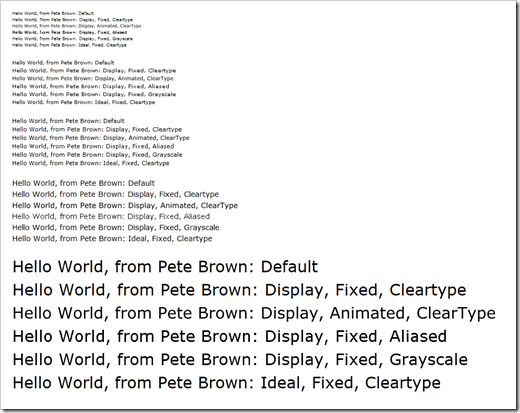 Hello World, from Pete Brown: Default
Hello World, from Pete Brown: Display, Fixed, Cleartype
Hello World, from Pete Brown: Display, Animated, ClearType
Hello World, from Pete Brown: Display, Fixed, Aliased
Hello World, from Pete Brown: Display, Fixed, Grayscale
Hello World, from Pete Brown: Ideal, Fixed, Cleartype
Hello World, from Pete Brown: Default
Hello World, from Pete Brown: Display, Fixed, Cleartype
Hello World, from Pete Brown: Display, Animated, ClearType
Hello World, from Pete Brown: Display, Fixed, Aliased
Hello World, from Pete Brown: Display, Fixed, Grayscale
Hello World, from Pete Brown: Ideal, Fixed, Cleartype
Hello World, from Pete Brown: Default
Hello World, from Pete Brown: Display, Fixed, Cleartype
Hello World, from Pete Brown: Display, Animated, ClearType
Hello World, from Pete Brown: Display, Fixed, Aliased
Hello World, from Pete Brown: Display, Fixed, Grayscale
Hello World, from Pete Brown: Ideal, Fixed, Cleartype
Hello World, from Pete Brown: Default
Hello World, from Pete Brown: Display, Fixed, Cleartype
Hello World, from Pete Brown: Display, Animated, ClearType
Hello World, from Pete Brown: Display, Fixed, Aliased
Hello World, from Pete Brown: Display, Fixed, Grayscale
Hello World, from Pete Brown: Ideal, Fixed, Cleartype
Hello World, from Pete Brown: Default
Hello World, from Pete Brown: Display, Fixed, Cleartype
Hello World, from Pete Brown: Display, Animated, ClearType
Hello World, from Pete Brown: Display, Fixed, Aliased
Hello World, from Pete Brown: Display, Fixed, Grayscale
Hello World, from Pete Brown: Ideal, Fixed, Cleartype